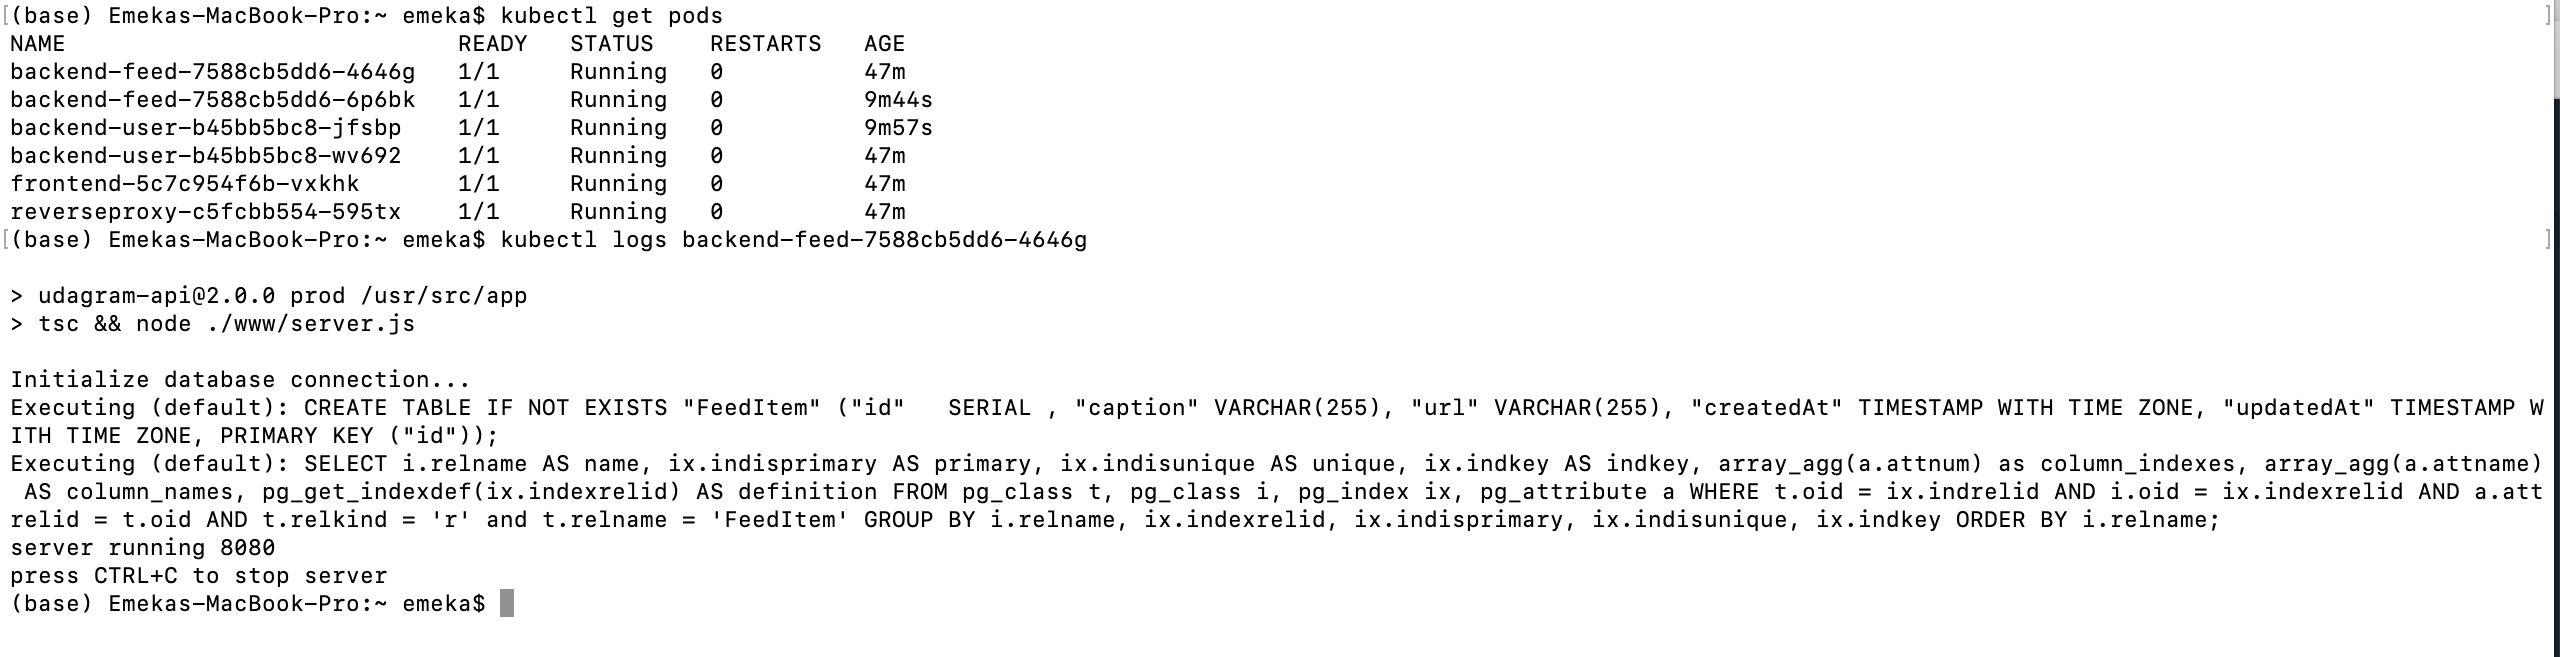 (base) Emekas-MacBook-Pro:~ emeka$ kubectl get pods
NAME                            READY   STATUS    RESTARTS   AGE
backend-feed-7588cb5dd6-4646g   1/1     Running   0          47m
backend-feed-7588cb5dd6-6p6bk   1/1     Running   0          9m44s
backend-user-b45bb5bc8-jfsbp    1/1     Running   0          9m57s
backend-user-b45bb5bc8-wv692    1/1     Running   0          47m
frontend-5c7c954f6b-vxkhk       1/1     Running   0          47m
reverseproxy-c5fcbb554-595tx    1/1     Running   0          47m
(base) Emekas-MacBook-Pro:~ emeka$ kubectl logs backend-feed-7588cb5dd6-4646g
> udagram-api@2.0.0 prod /usr/src/app
> tsc && node ./www/server.js
Initialize database connection...
Executing (default): CREATE TABLE IF NOT EXISTS "FeedItem" ("id"   SERIAL , "caption" VARCHAR(255), "url" VARCHAR(255), "createdAt" TIMESTAMP WITH TIME ZONE, "updatedAt" TIMESTAMP W
ITH TIME ZONE, PRIMARY KEY ("id"));
Executing (default): SELECT i.relname AS name, ix.indisprimary AS primary, ix.indisunique AS unique, ix.indkey AS indkey, array_agg(a.attnum) as column_indexes, array_agg(a.attname)
 AS column_names, pg_get_indexdef(ix.indexrelid) AS definition FROM pg_class t, pg_class i, pg_index ix, pg_attribute a WHERE t.oid = ix.indrelid AND i.oid = ix.indexrelid AND a.att
relid = t.oid AND t.relkind = 'r' and t.relname = 'FeedItem' GROUP BY i.relname, ix.indexrelid, ix.indisprimary, ix.indisunique, ix.indkey ORDER BY i.relname;
server running 8080
press CTRL+C to stop server
(base) Emekas-MacBook-Pro:~ emeka$